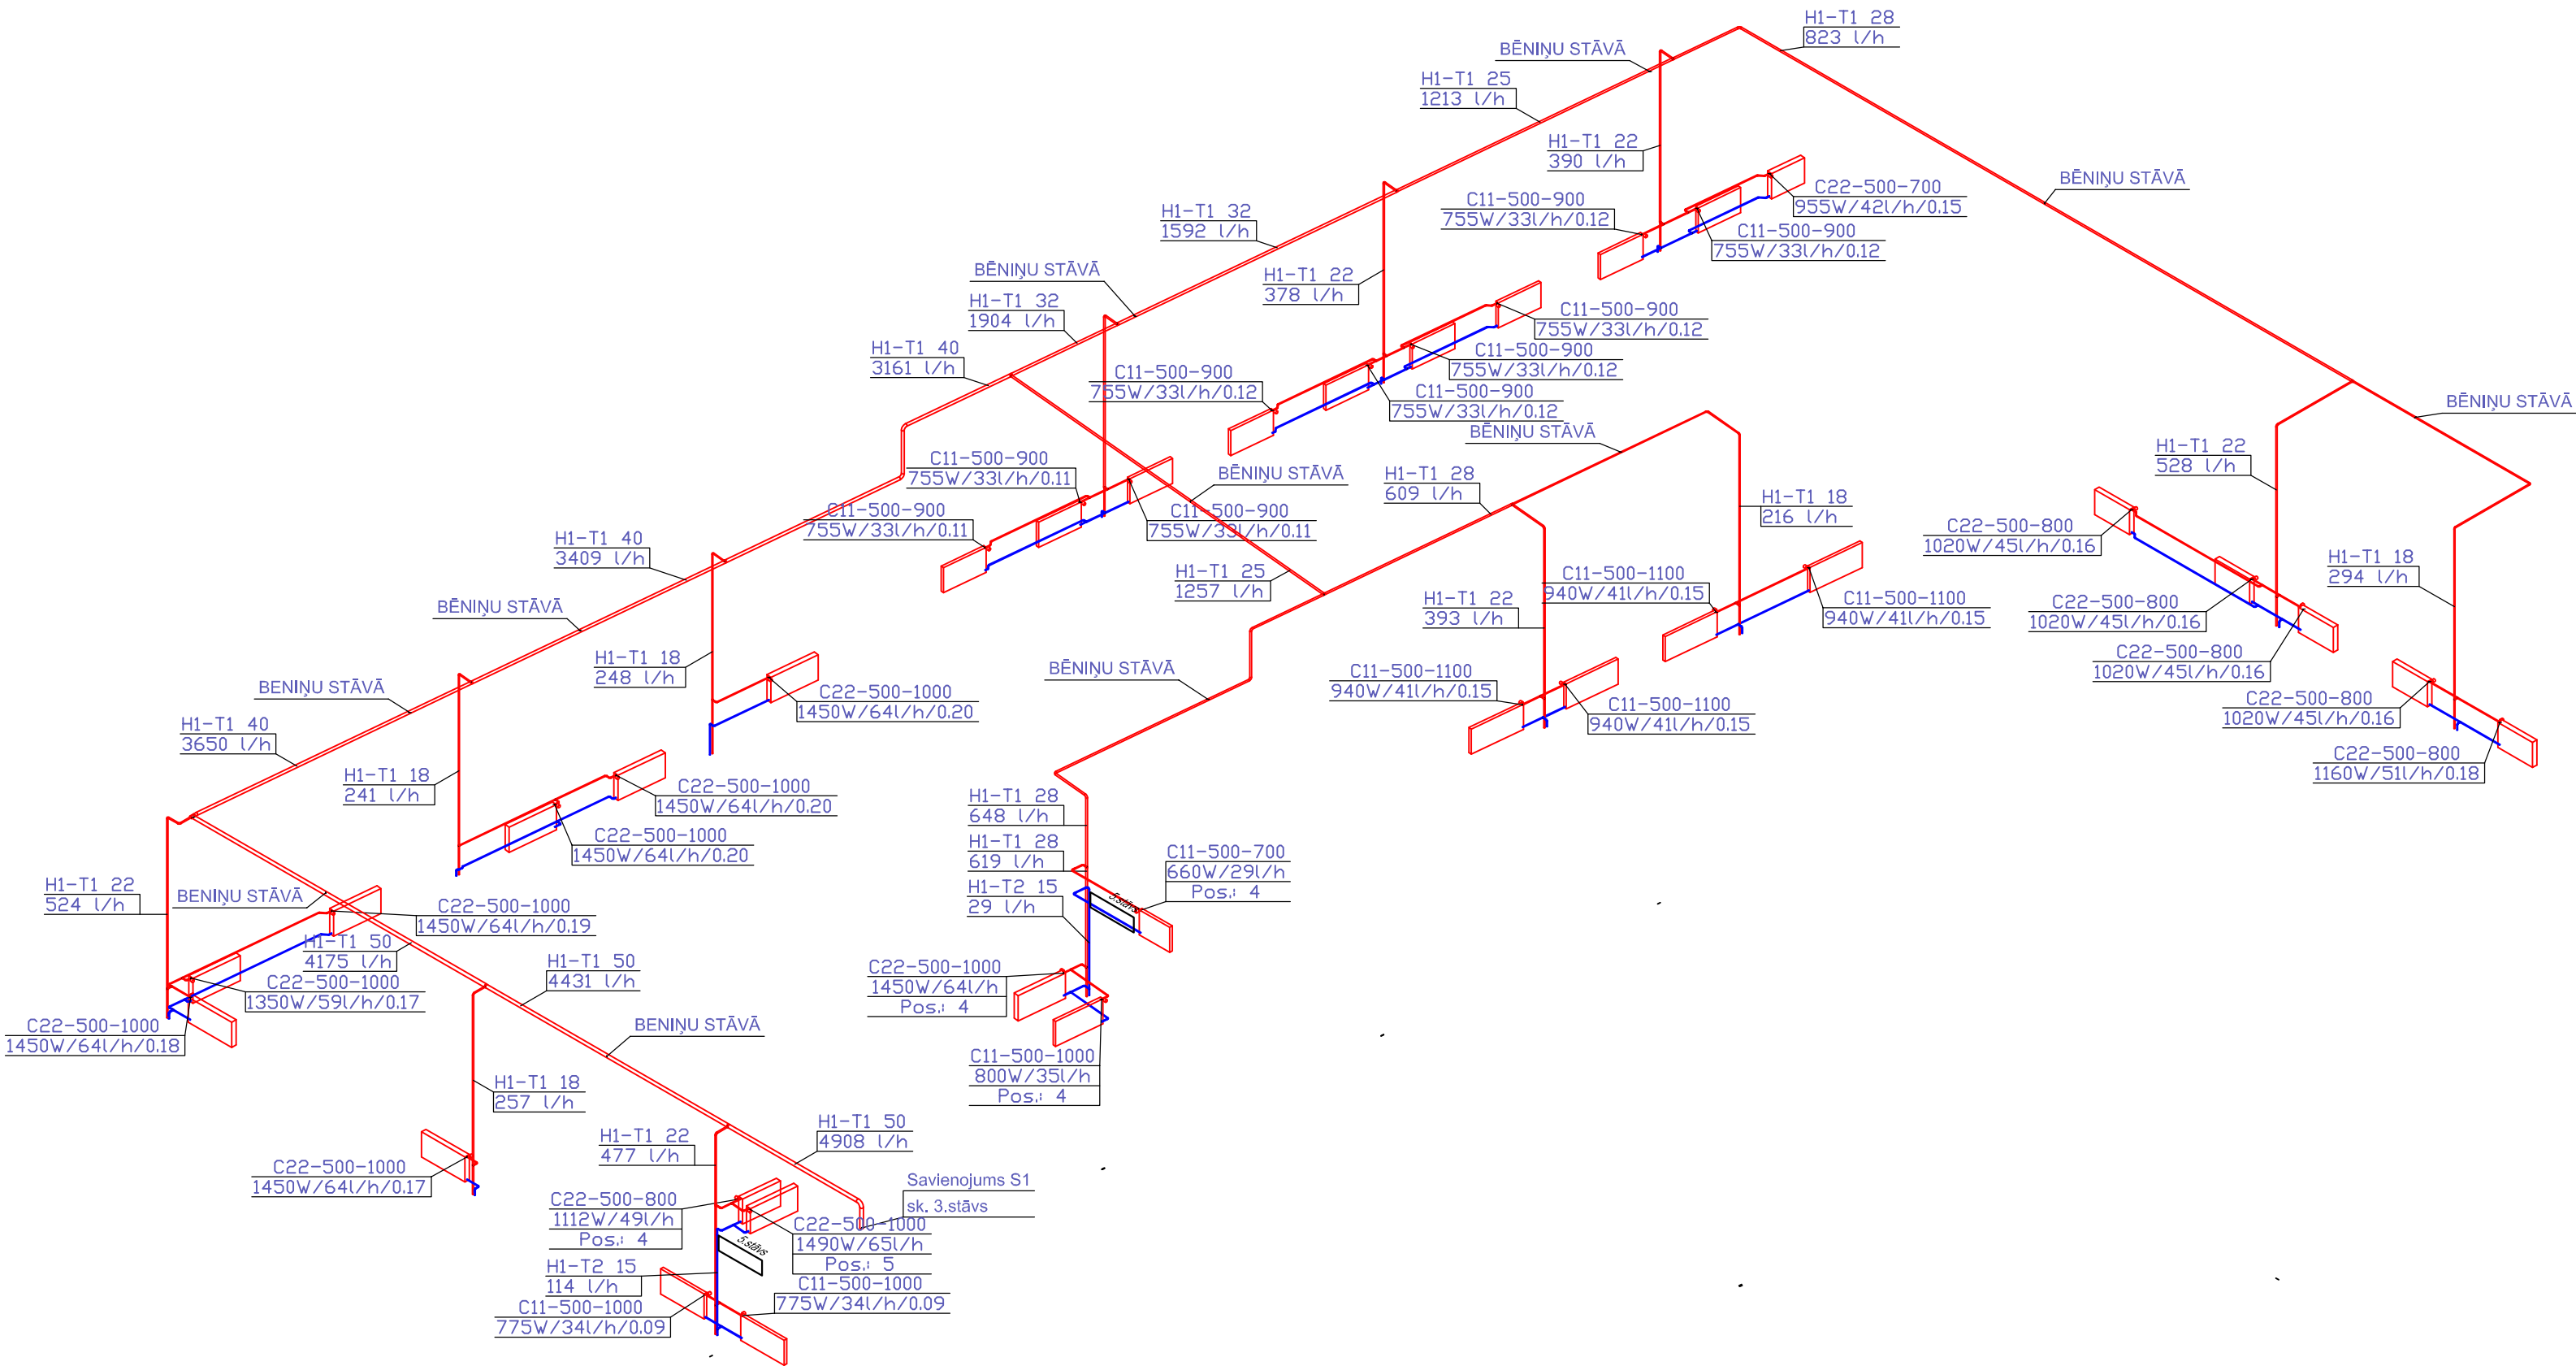 H1-T1 28
823 l/h
BĒNIŅU STĀVĀ
H1-T1 25
1213 l/h
H1-T1 22
390 l/h
BĒNIŅU STĀVĀ
C11-500-900
755W/33l/h/0.12
C22-500-700
955W/42l/h/0.15
C11-500-900
755W/33l/h/0.12
H1-T1 32
1592 l/h
BĒNIŅU STĀVĀ
H1-T1 22
378 l/h
H1-T1 32
1904 l/h
C11-500-900
755W/33l/h/0.12
C11-500-900
755W/33l/h/0.12
H1-T1 40
3161 l/h
C11-500-900
755W/33l/h/0.12
C11-500-900
755W/33l/h/0.12
BĒNIŅU STĀVĀ
BĒNIŅU STĀVĀ
H1-T1 22
528 l/h
C11-500-900
755W/33l/h/0.11
BĒNIŅU STĀVĀ
H1-T1 28
609 l/h
H1-T1 18
216 l/h
C11-500-900
755W/33l/h/0.11
C11-500-900
755W/33l/h/0.11
C22-500-800
1020W/45l/h/0.16
H1-T1 18
294 l/h
H1-T1 40
3409 l/h
H1-T1 25
1257 l/h
C11-500-1100
940W/41l/h/0.15
H1-T1 22
393 l/h
C11-500-1100
940W/41l/h/0.15
C22-500-800
1020W/45l/h/0.16
BĒNIŅU STĀVĀ
H1-T1 18
248 l/h
BĒNIŅU STĀVĀ
C11-500-1100
940W/41l/h/0.15
C22-500-800
1020W/45l/h/0.16
BENIŅU STĀVĀ
C22-500-1000
1450W/64l/h/0.20
C11-500-1100
940W/41l/h/0.15
C22-500-800
1020W/45l/h/0.16
H1-T1 40
3650 l/h
C22-500-800
1160W/51l/h/0.18
H1-T1 18
241 l/h
C22-500-1000
1450W/64l/h/0.20
H1-T1 28
648 l/h
C22-500-1000
1450W/64l/h/0.20
H1-T1 28
619 l/h
C11-500-700
660W/29l/h
Pos.: 4
H1-T1 22
524 l/h
BENIŅU STĀVĀ
H1-T2 15
29 l/h
5.stāvs
C22-500-1000
1450W/64l/h/0.19
H1-T1 50
4175 l/h
H1-T1 50
4431 l/h
C22-500-1000
1450W/64l/h
Pos.: 4
C22-500-1000
1350W/59l/h/0.17
C22-500-1000
1450W/64l/h/0.18
BENIŅU STĀVĀ
C11-500-1000
800W/35l/h
Pos.: 4
H1-T1 18
257 l/h
H1-T1 50
4908 l/h
H1-T1 22
477 l/h
C22-500-1000
1450W/64l/h/0.17
Savienojums S1
sk. 3.stāvs
C22-500-800
1112W/49l/h
Pos.: 4
C22-500-1000
1490W/65l/h
Pos.: 5
5.stāvs
H1-T2 15
114 l/h
C11-500-1000
775W/34l/h/0.09
C11-500-1000
775W/34l/h/0.09